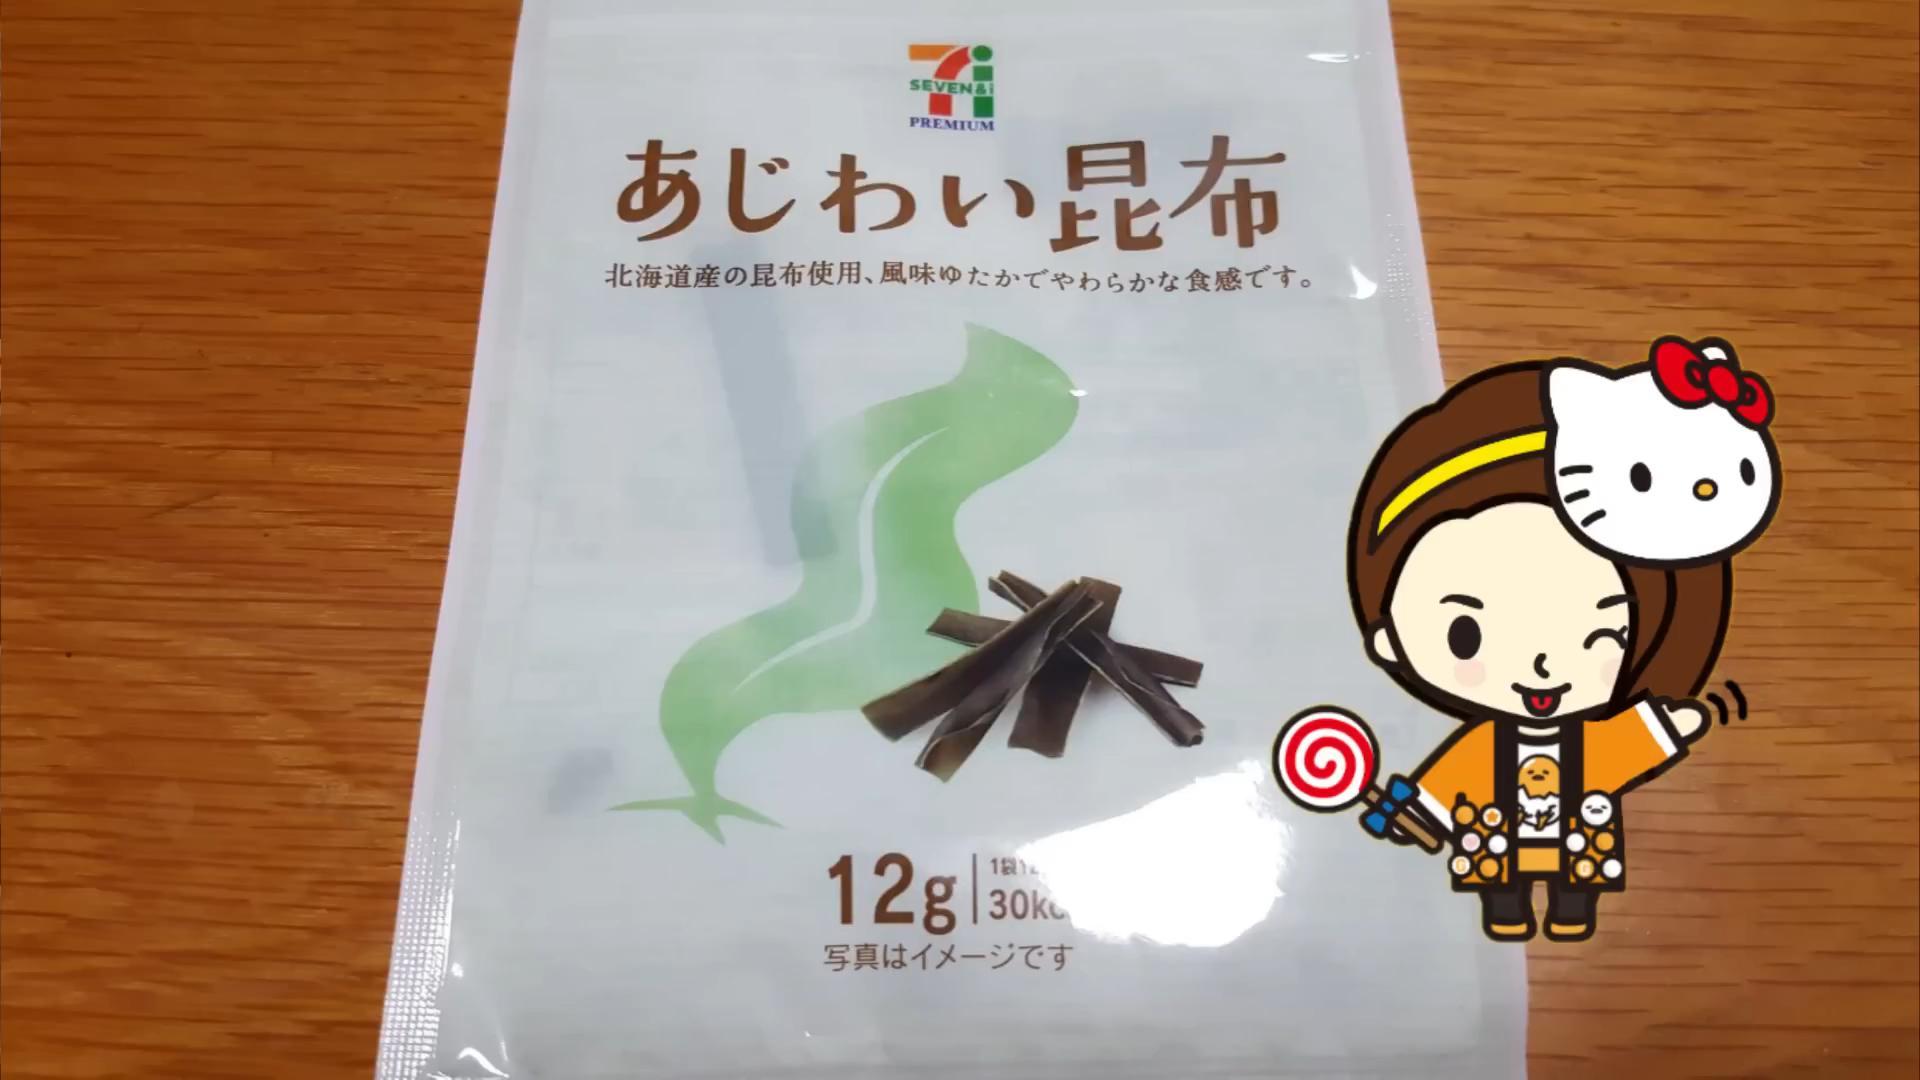 SEVEN&i
PREMIUM
あじわい昆布
北海道産の昆布使用、風味ゆたかでやわらかな食感です。
12g
写真はイメージです